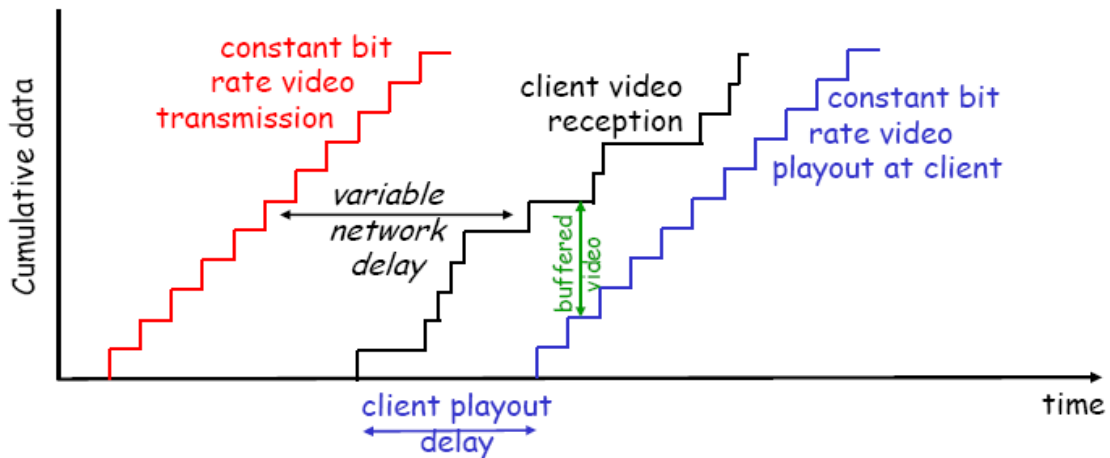 Cumulative data
constant bit
rate video
transmission
variable
network
delay
client video
reception
buffered
video
constant bit
rate video
playout at client
client playout
delay
time